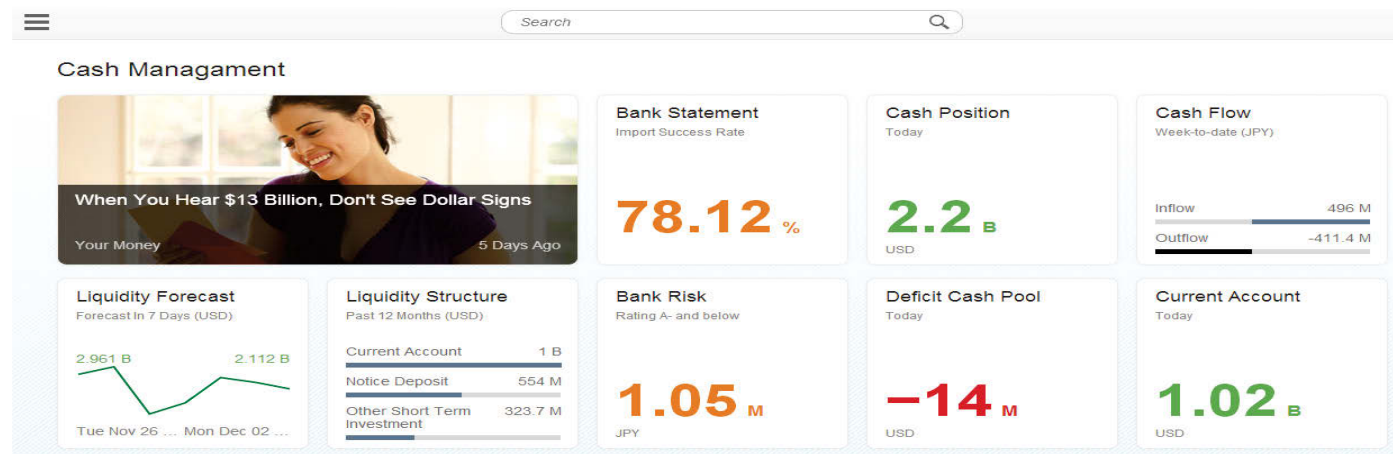 Search
Cash Managament
When You Hear $13 Billion, Don't See Dollar Signs
Your Money 5 Days Ago
Bank Statement
Import Success Rate
78.12 %
Cash Position
Today
2.2 B
USD
Cash Flow
Week-to-date (JPY)
Inflow 496 M
Outflow -411.4 M
Liquidity Forecast
Forecast In 7 Days (USD)
2.961 B 2.112 B
Tue Nov 26 ... Mon Dec 02 ...
Liquidity Structure
Past 12 Months (USD)
Current Account 1 B
Notice Deposit 554 M
Other Short Term 323.7 M
Investment
Bank Risk
Rating A- and below
1.05 M
JPY
Deficit Cash Pool
Today
−14 M
USD
Current Account
Today
1.02 B
USD